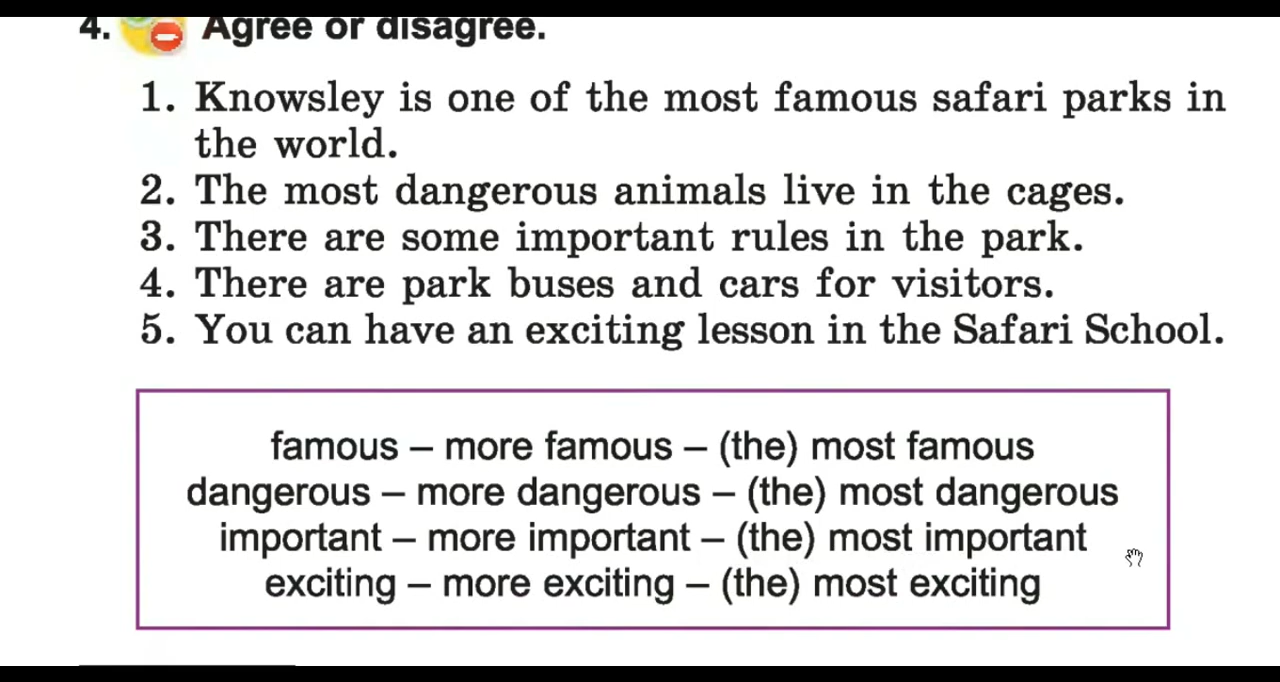 4. Agree or disagree.
1. Knowsley is one of the most famous safari parks in
the world.
2. The most dangerous animals live in the cages.
3. There are some important rules in the park.
4. There are park buses and cars for visitors.
5. You can have an exciting lesson in the Safari School.
famous – more famous – (the) most famous
dangerous – more dangerous – (the) most dangerous
important – more important – (the) most important
exciting – more exciting – (the) most exciting